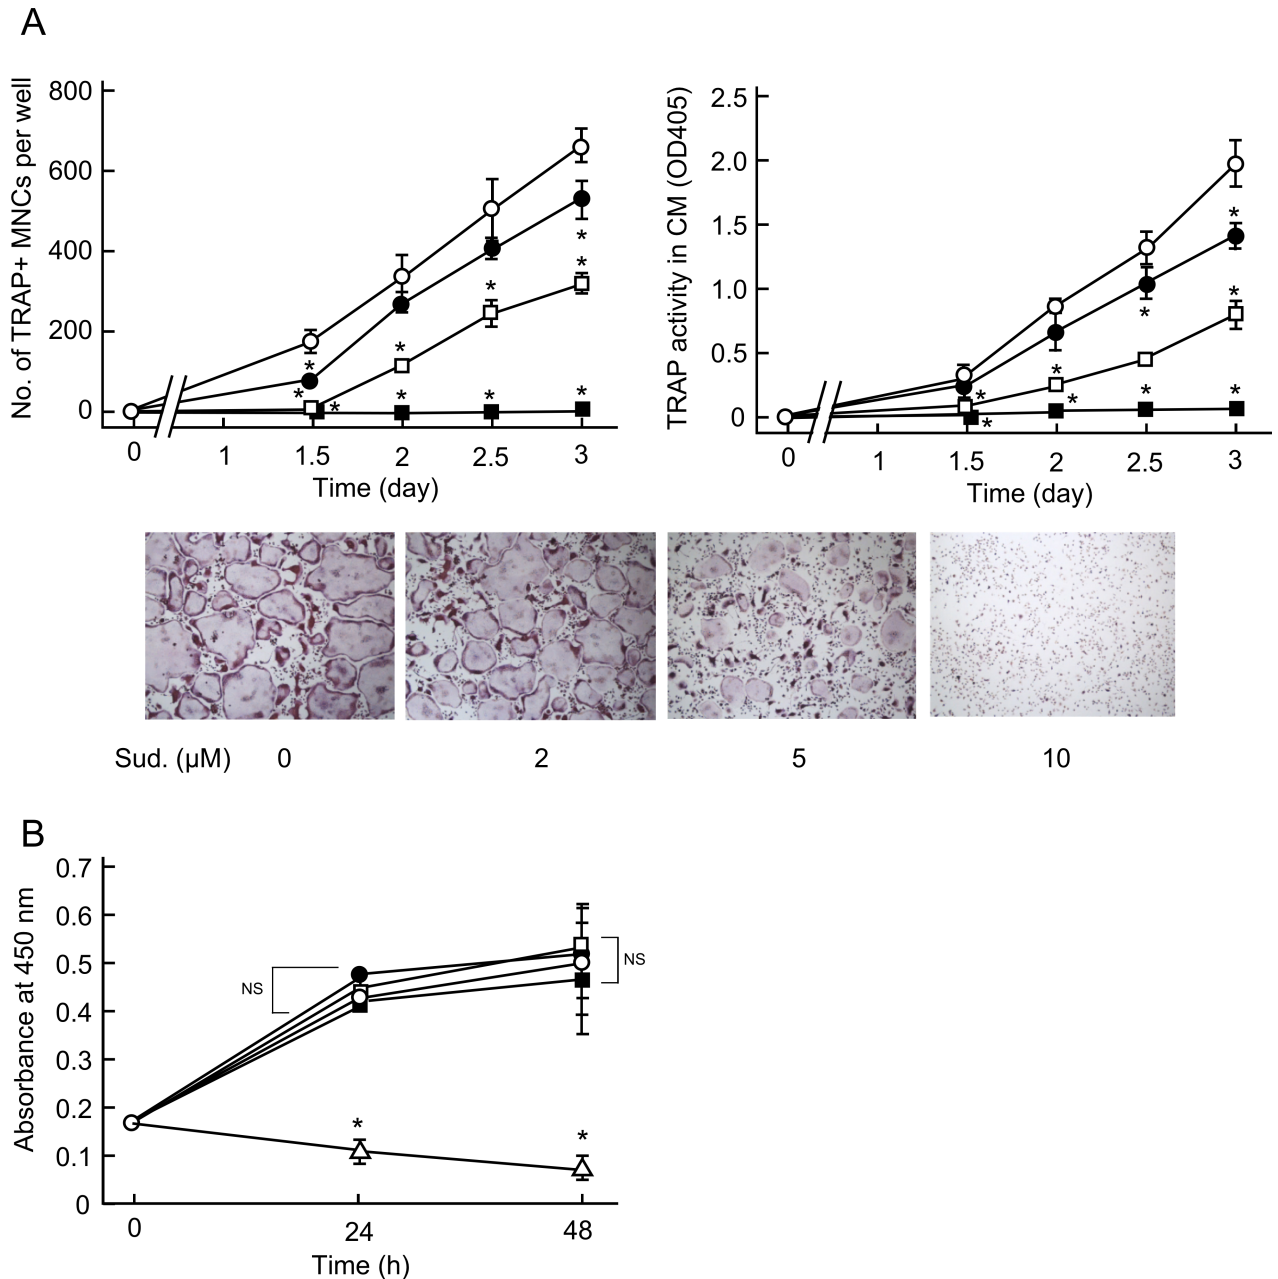 A
No. of TRAP+ MNCs per well
800
600
400
200
0
* * * *
* * *
* *
*
0 1 1.5 2 2.5 3
Time (day)
TRAP activity in CM (OD405)
2.5
2.0
1.5
1.0
0.5
0
* * * *
* * *
* *
*
0 1 1.5 2 2.5 3
Time (day)
Sud. (µM) 0 2 5 10
B
Absorbance at 450 nm
0.7
0.6
0.5
0.4
0.3
0.2
0.1
0
NS
NS
* *
0 24 48
Time (h)